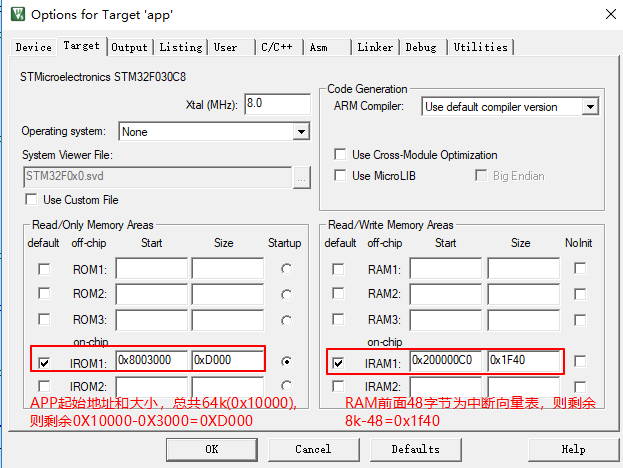 Options for Target 'app'
Device Target Output Listing User C/C++ Asm Linker Debug Utilities
STMicroelectronics STM32F030C8
Xtal (MHz): 8.0
Operating system: None
System Viewer File:
STM32F0x0.svd ...
Use Custom File
Code Generation
ARM Compiler: Use default compiler version
Use Cross-Module Optimization
Use MicroLIB Big Endian
Read/Only Memory Areas
default off-chip Start Size Startup
ROM1:
ROM2:
ROM3:
on-chip
IROM1: 0x8003000 0xD000
IROM2:
Read/Write Memory Areas
default off-chip Start Size NoInit
RAM1:
RAM2:
RAM3:
on-chip
IRAM1: 0x200000C0 0x1F40
IRAM2:
APP起始地址和大小，总共64k(0x10000),
则剩余0X10000-0X3000=0XD000
RAM前面48字节为中断向量表，则剩余
8k-48=0x1f40
OK Cancel Defaults Help